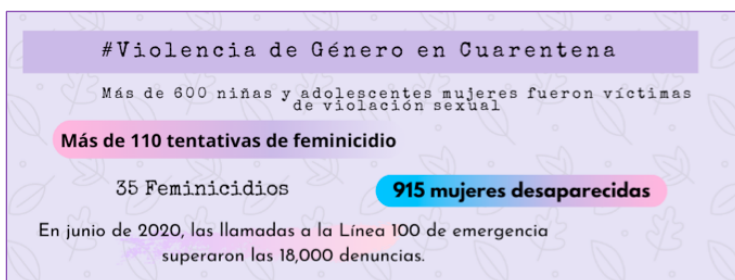 #Violencia de Género en Cuarentena
Más de 600 niñas y adolescentes mujeres fueron víctimas
de violación sexual
Más de 110 tentativas de feminicidio
35 Feminicidios
915 mujeres desaparecidas
En junio de 2020, las llamadas a la Línea 100 de emergencia
superaron las 18,000 denuncias.